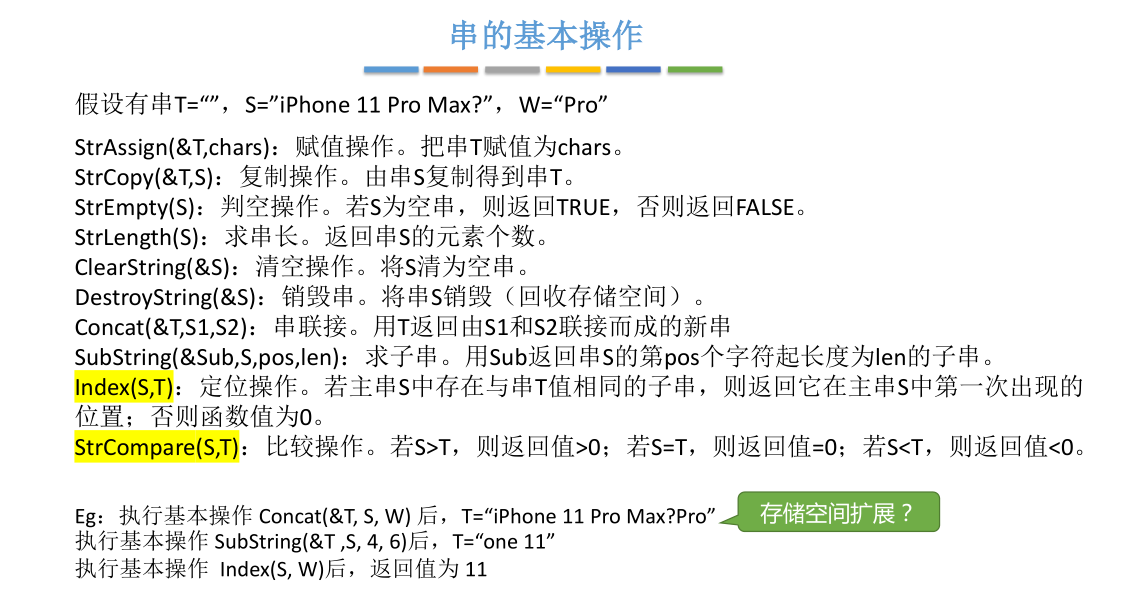 串的基本操作
假设有串T=“”，S=”iPhone 11 Pro Max?”，W=“Pro”
StrAssign(&T,chars)：赋值操作。把串T赋值为chars。
StrCopy(&T,S)：复制操作。由串S复制得到串T。
StrEmpty(S)：判空操作。若S为空串，则返回TRUE，否则返回FALSE。
StrLength(S)：求串长。返回串S的元素个数。
ClearString(&S)：清空操作。将S清为空串。
DestroyString(&S)：销毁串。将串S销毁（回收存储空间）。
Concat(&T,S1,S2)：串联接。用T返回由S1和S2联接而成的新串
SubString(&Sub,S,pos,len)：求子串。用Sub返回串S的第pos个字符起长度为len的子串。
Index(S,T)：定位操作。若主串S中存在与串T值相同的子串，则返回它在主串S中第一次出现的
位置；否则函数值为0。
StrCompare(S,T)：比较操作。若S>T，则返回值>0；若S=T，则返回值=0；若S<T，则返回值<0。
Eg：执行基本操作 Concat(&T, S, W) 后，T=“iPhone 11 Pro Max?Pro”
存储空间扩展？
执行基本操作 SubString(&T ,S, 4, 6)后，T=“one 11”
执行基本操作 Index(S, W)后，返回值为 11